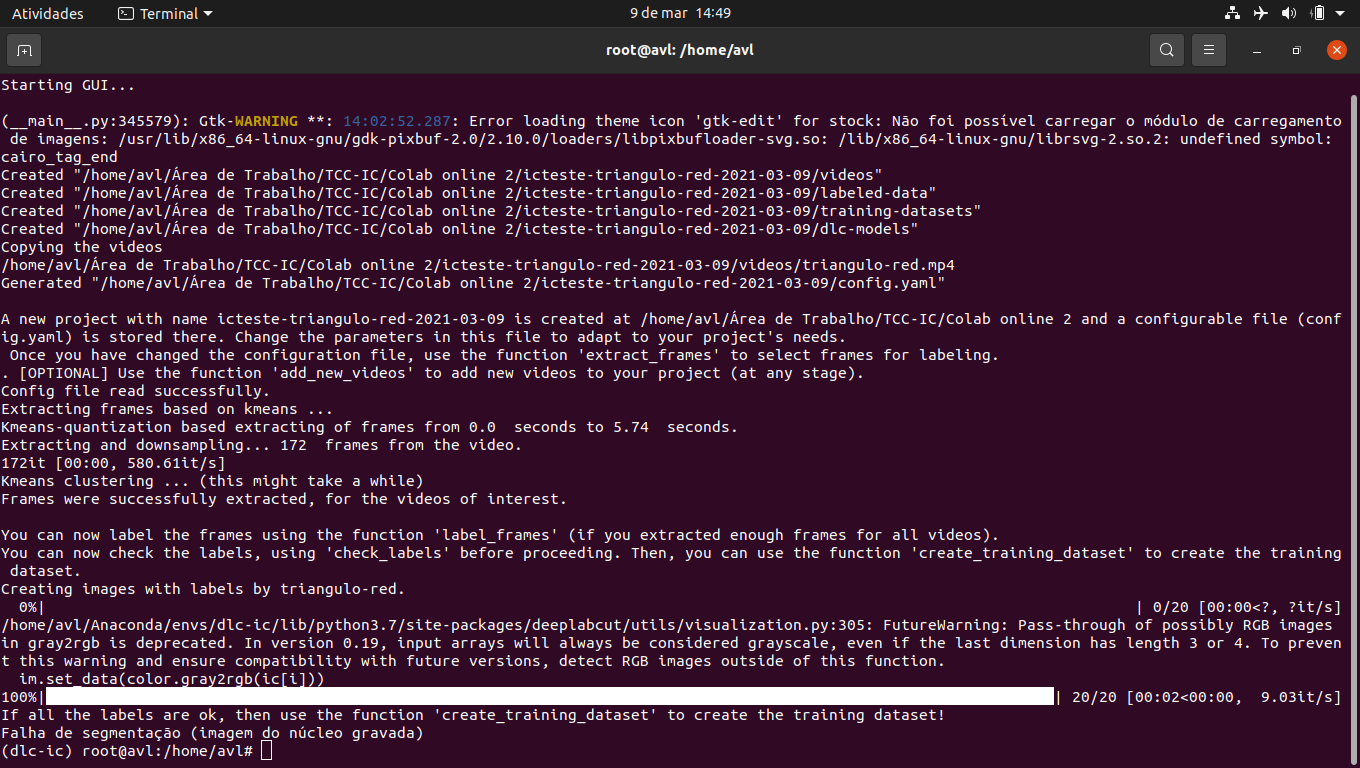 Atividades Terminal 9 de mar 14:49
root@avl: /home/avl
Starting GUI...
(__main__.py:345579): Gtk-WARNING **: 14:02:52.287: Error loading theme icon 'gtk-edit' for stock: Não foi possível carregar o módulo de carregamento
 de imagens: /usr/lib/x86_64-linux-gnu/gdk-pixbuf-2.0/2.10.0/loaders/libpixbufloader-svg.so: /lib/x86_64-linux-gnu/librsvg-2.so.2: undefined symbol:
cairo_tag_end
Created "/home/avl/Área de Trabalho/TCC-IC/Colab online 2/icteste-triangulo-red-2021-03-09/videos"
Created "/home/avl/Área de Trabalho/TCC-IC/Colab online 2/icteste-triangulo-red-2021-03-09/labeled-data"
Created "/home/avl/Área de Trabalho/TCC-IC/Colab online 2/icteste-triangulo-red-2021-03-09/training-datasets"
Created "/home/avl/Área de Trabalho/TCC-IC/Colab online 2/icteste-triangulo-red-2021-03-09/dlc-models"
Copying the videos
/home/avl/Área de Trabalho/TCC-IC/Colab online 2/icteste-triangulo-red-2021-03-09/videos/triangulo-red.mp4
Generated "/home/avl/Área de Trabalho/TCC-IC/Colab online 2/icteste-triangulo-red-2021-03-09/config.yaml"
A new project with name icteste-triangulo-red-2021-03-09 is created at /home/avl/Área de Trabalho/TCC-IC/Colab online 2 and a configurable file (conf
ig.yaml) is stored there. Change the parameters in this file to adapt to your project's needs.
 Once you have changed the configuration file, use the function 'extract_frames' to select frames for labeling.
. [OPTIONAL] Use the function 'add_new_videos' to add new videos to your project (at any stage).
Config file read successfully.
Extracting frames based on kmeans ...
Kmeans-quantization based extracting of frames from 0.0  seconds to 5.74  seconds.
Extracting and downsampling... 172  frames from the video.
172it [00:00, 580.61it/s]
Kmeans clustering ... (this might take a while)
Frames were successfully extracted, for the videos of interest.
You can now label the frames using the function 'label_frames' (if you extracted enough frames for all videos).
You can now check the labels, using 'check_labels' before proceeding. Then, you can use the function 'create_training_dataset' to create the training
 dataset.
Creating images with labels by triangulo-red.
  0%| | 0/20 [00:00<?, ?it/s]
/home/avl/Anaconda/envs/dlc-ic/lib/python3.7/site-packages/deeplabcut/utils/visualization.py:305: FutureWarning: Pass-through of possibly RGB images
in gray2rgb is deprecated. In version 0.19, input arrays will always be considered grayscale, even if the last dimension has length 3 or 4. To preven
t this warning and ensure compatibility with future versions, detect RGB images outside of this function.
  im.set_data(color.gray2rgb(ic[i]))
100%| | 20/20 [00:02<00:00,  9.03it/s]
If all the labels are ok, then use the function 'create_training_dataset' to create the training dataset!
Falha de segmentação (imagem do núcleo gravada)
(dlc-ic) root@avl:/home/avl#